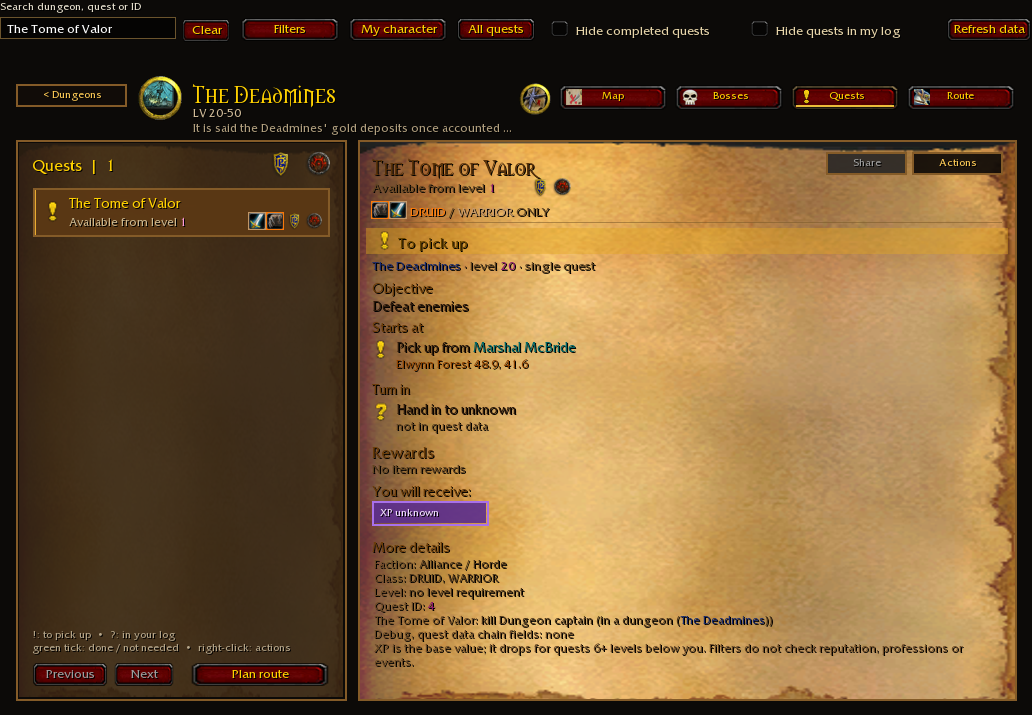 Search dungeon, quest or ID
The Tome of Valor
Clear
Filters
My character
All quests
Hide completed quests
Hide quests in my log
Refresh data
< Dungeons
The Deadmines
LV 20-50
It is said the Deadmines' gold deposits once accounted ...
Map
Bosses
Quests
Route
Quests | 1
The Tome of Valor
Available from level 1
!: to pick up • ?: in your log
green tick: done / not needed • right-click: actions
Previous
Next
Plan route
The Tome of Valor
Share
Actions
Available from level 1
DRUID / WARRIOR ONLY
To pick up
The Deadmines · level 20 · single quest
Objective
Defeat enemies
Starts at
Pick up from Marshal McBride
Elwynn Forest 48.9, 41.6
Turn in
Hand in to unknown
not in quest data
Rewards
No item rewards
You will receive:
XP unknown
More details
Faction: Alliance / Horde
Class: DRUID, WARRIOR
Level: no level requirement
Quest ID: 4
The Tome of Valor: kill Dungeon captain (in a dungeon (The Deadmines))
Debug, quest data chain fields: none
XP is the base value; it drops for quests 6+ levels below you. Filters do not check reputation, professions or
events.